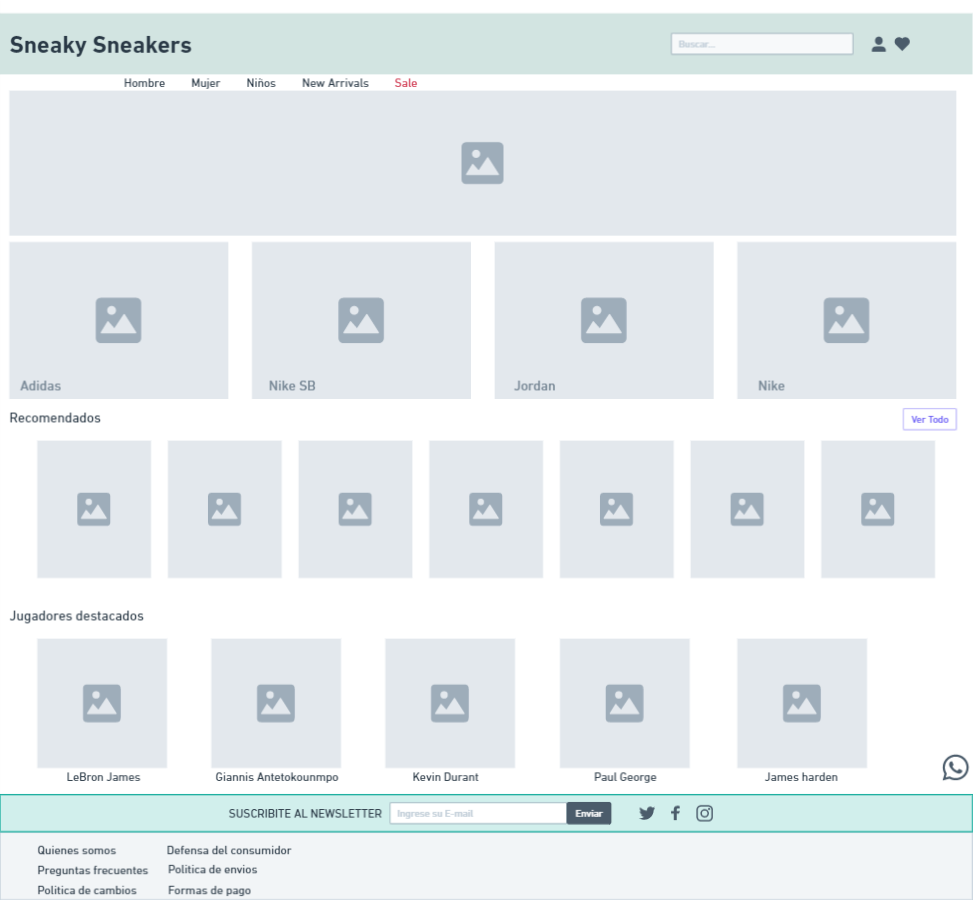 Sneaky Sneakers
Buscar...
Hombre Mujer Niños New Arrivals Sale
Adidas Nike SB Jordan Nike
Recomendados Ver Todo
Jugadores destacados
LeBron James Giannis Antetokounmpo Kevin Durant Paul George James harden
SUSCRIBITE AL NEWSLETTER Ingrese su E-mail Enviar
Quienes somos Defensa del consumidor
Preguntas frecuentes Politica de envios
Politica de cambios Formas de pago